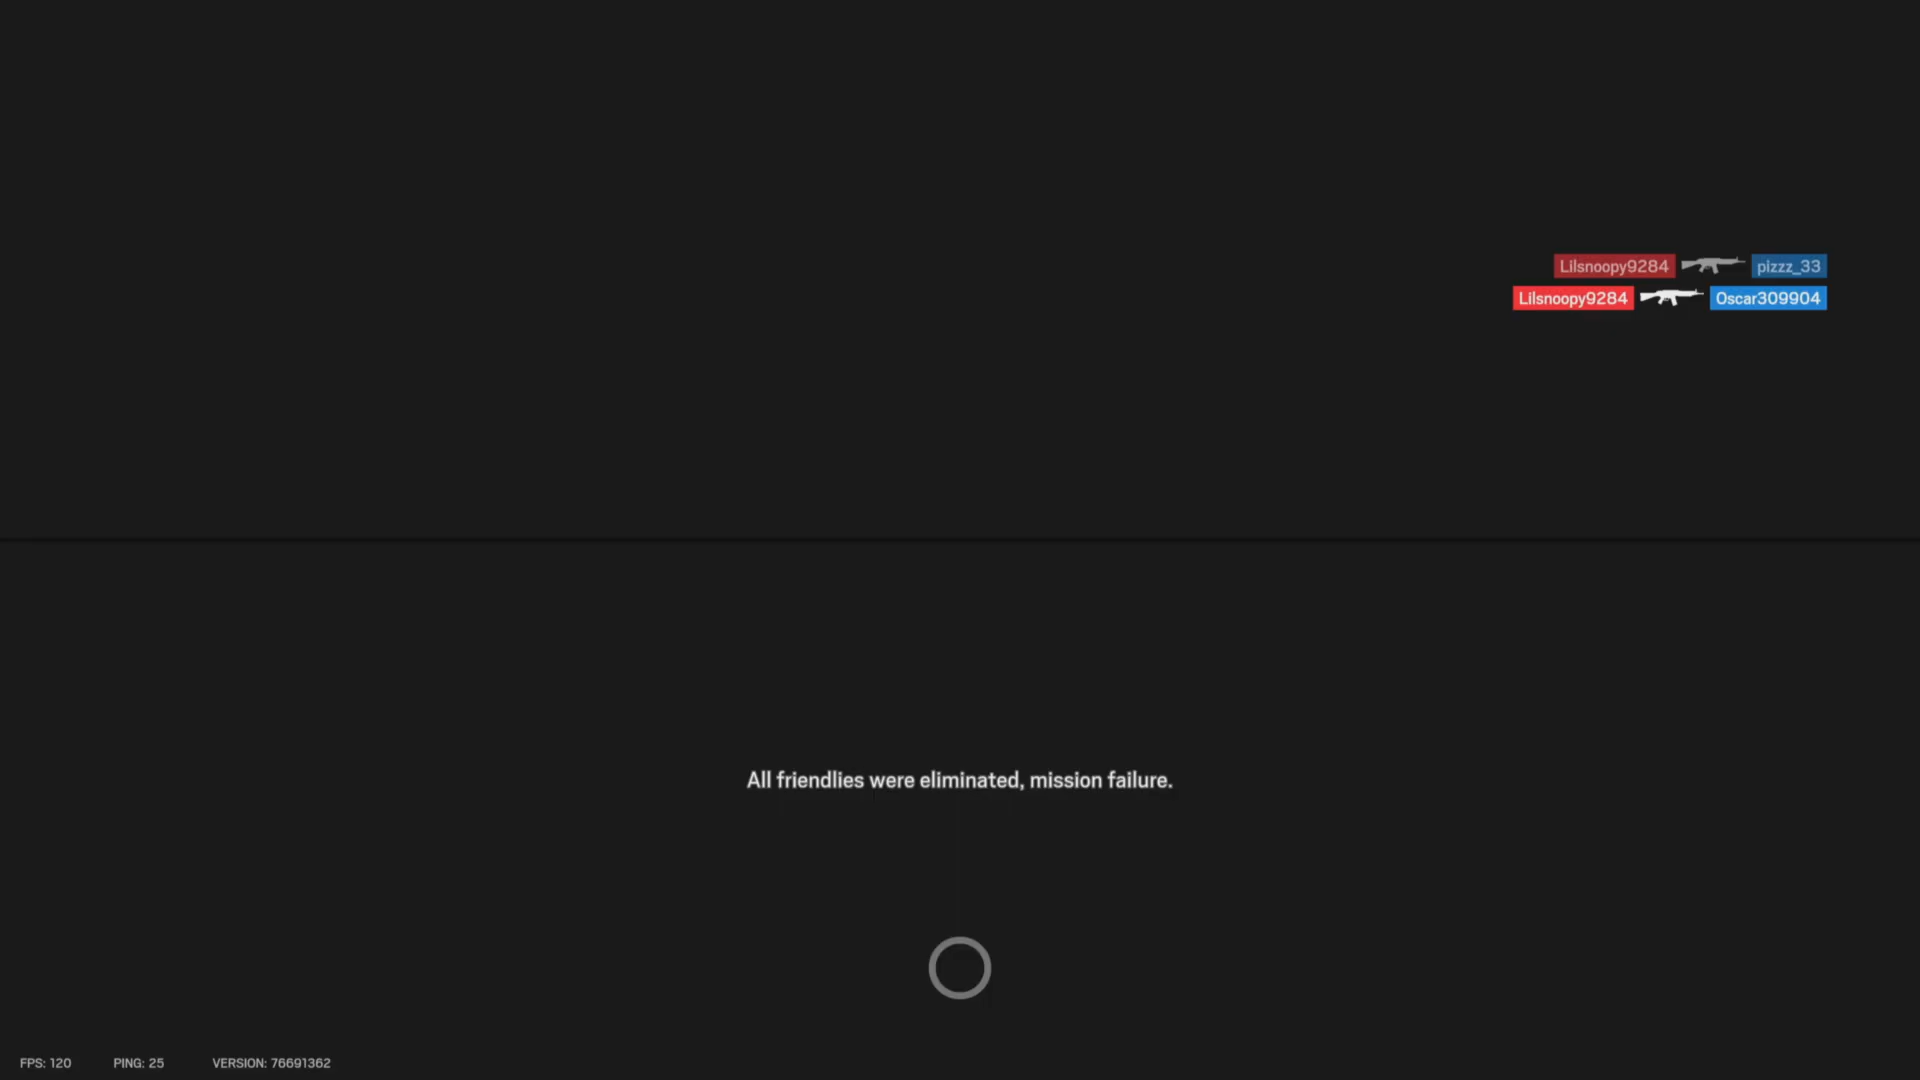 Lilsnoopy9284 pizzz_33
Lilsnoopy9284 Oscar309904
All friendlies were eliminated, mission failure.
FPS: 120 PING: 25 VERSION: 76691362